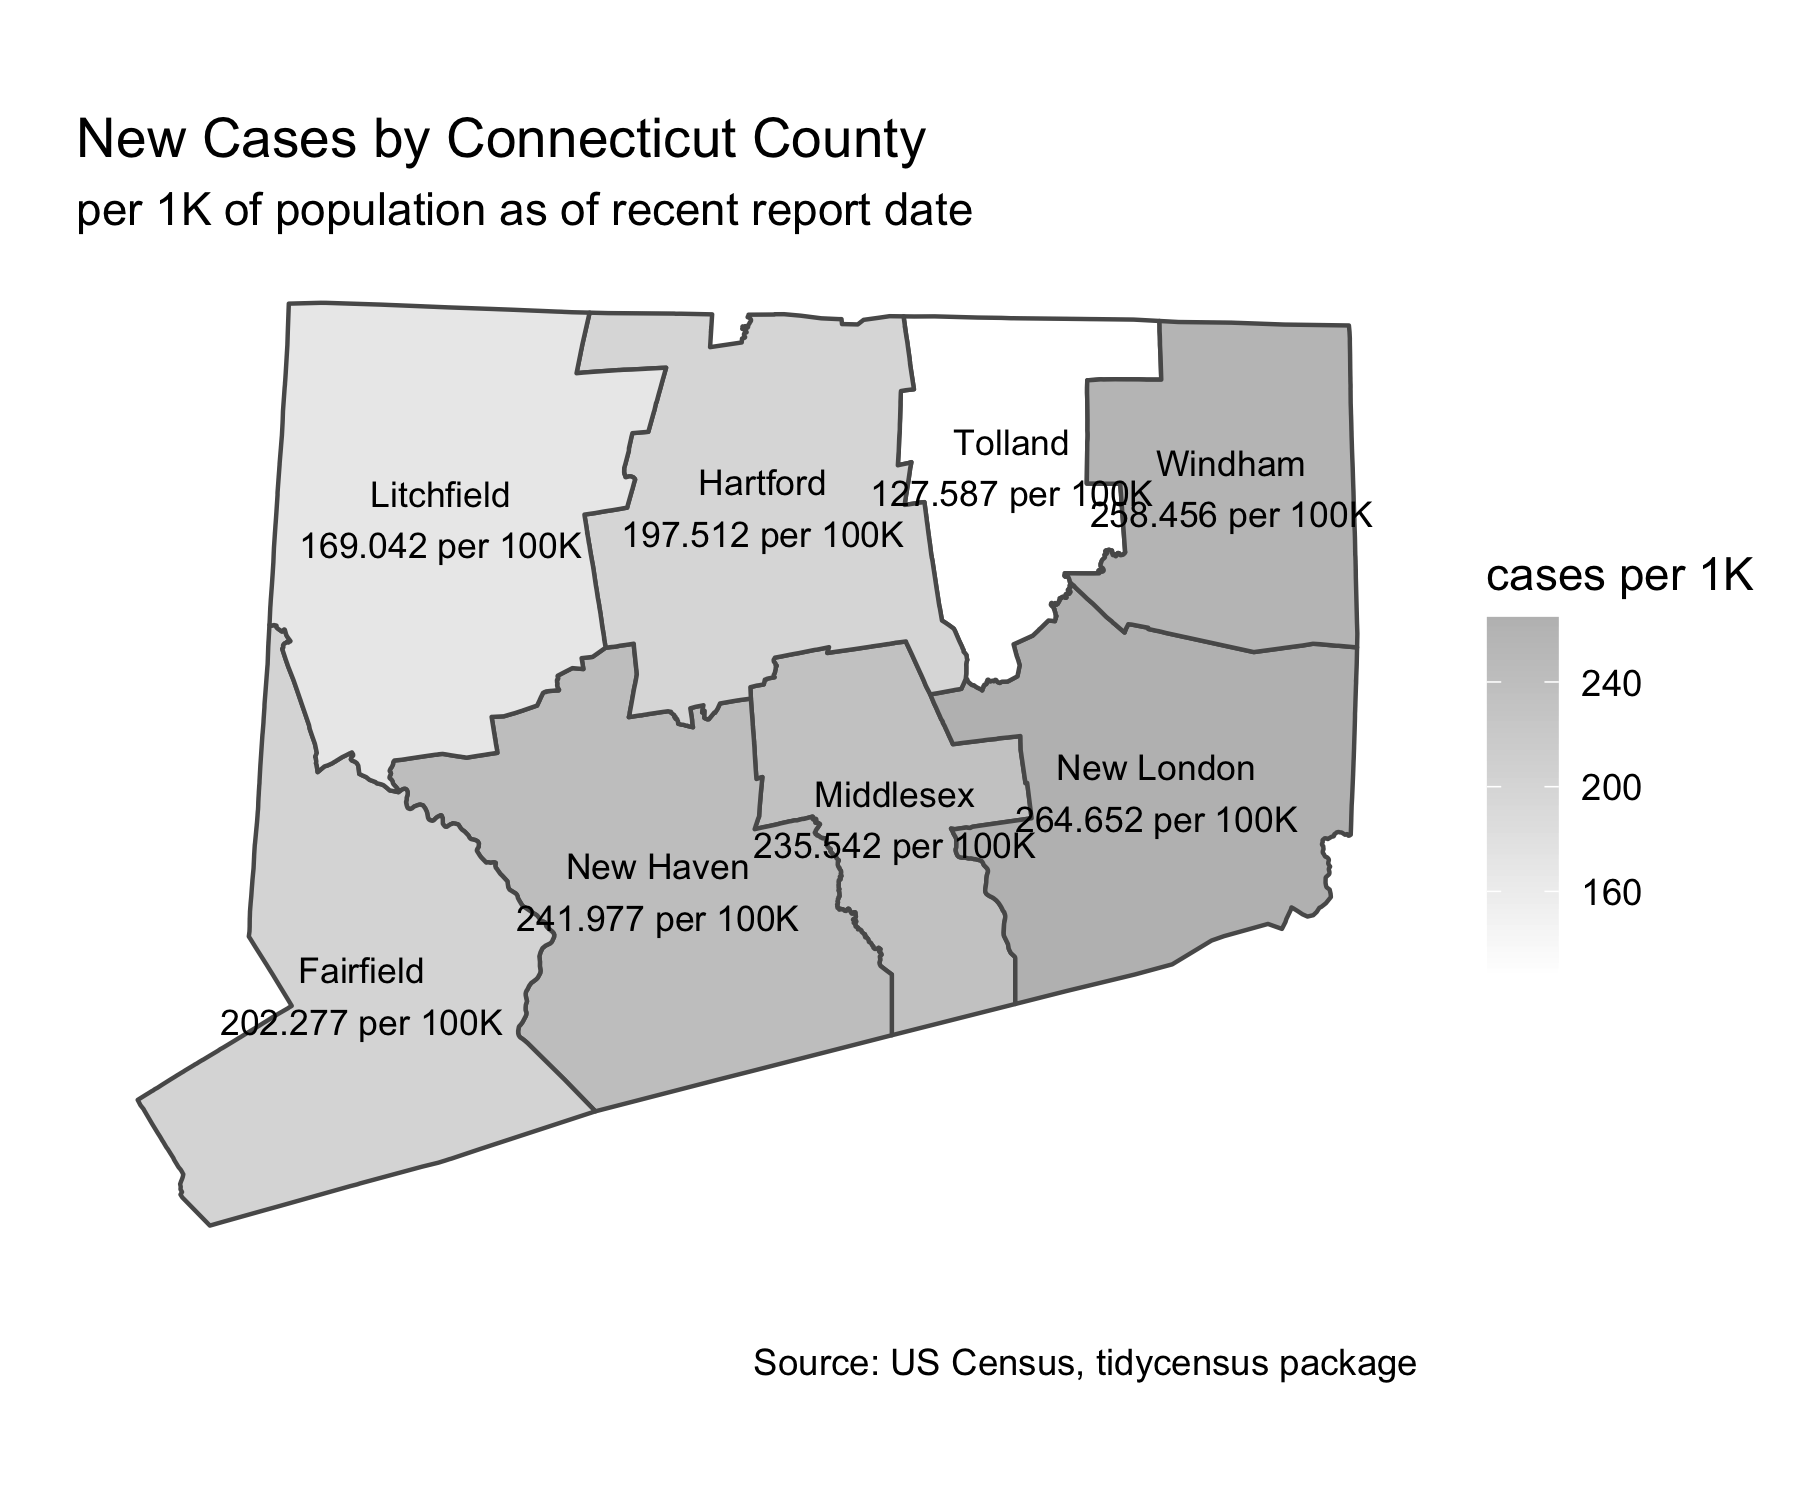 New Cases by Connecticut County
per 1K of population as of recent report date
Litchfield
169.042 per 100K
Hartford
197.512 per 100K
Tolland
127.587 per 100K
Windham
258.456 per 100K
Fairfield
202.277 per 100K
New Haven
241.977 per 100K
Middlesex
235.542 per 100K
New London
264.652 per 100K
cases per 1K
240
200
160
Source: US Census, tidycensus package